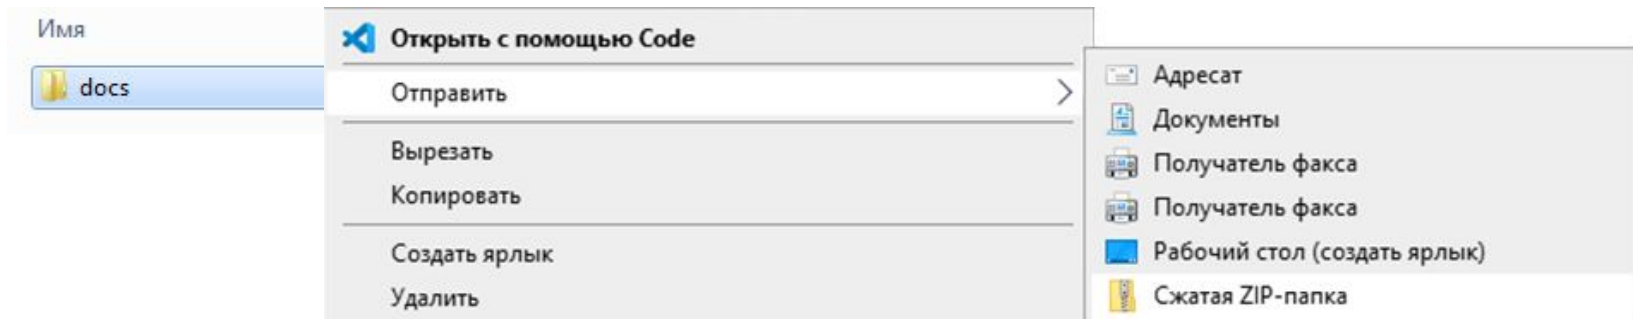 Имя
docs
Открыть с помощью Code
Отправить
Вырезать
Копировать
Создать ярлык
Удалить
Адресат
Документы
Получатель факса
Получатель факса
Рабочий стол (создать ярлык)
Сжатая ZIP-папка